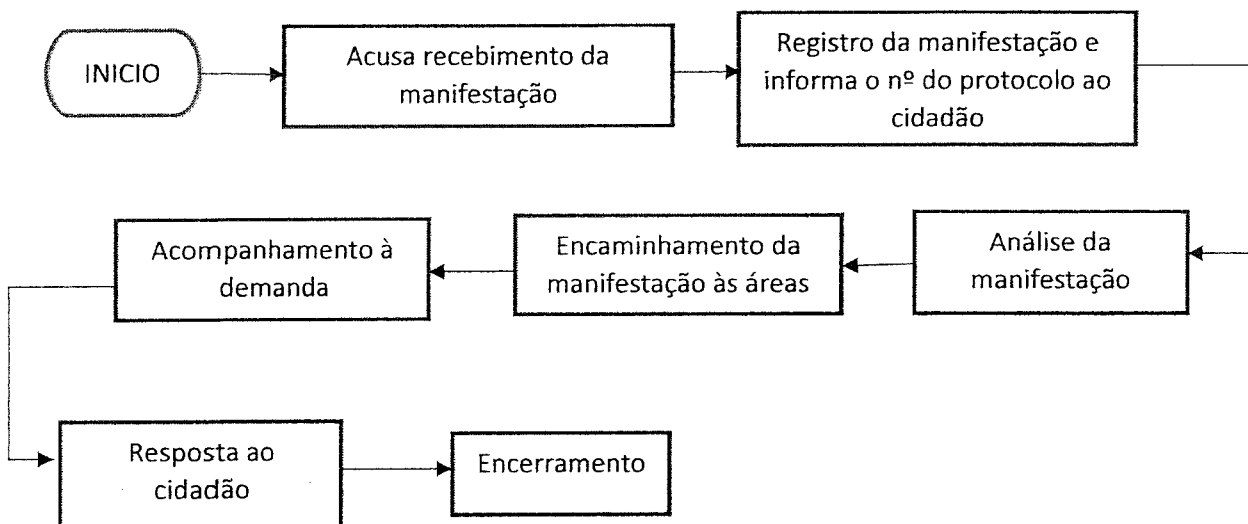 INICIO
Acusa recebimento da
manifestação
Registro da manifestação e
informa o nº do protocolo ao
cidadão
Análise da
manifestação
Encaminhamento da
manifestação às áreas
Acompanhamento à
demanda
Resposta ao
cidadão
Encerramento